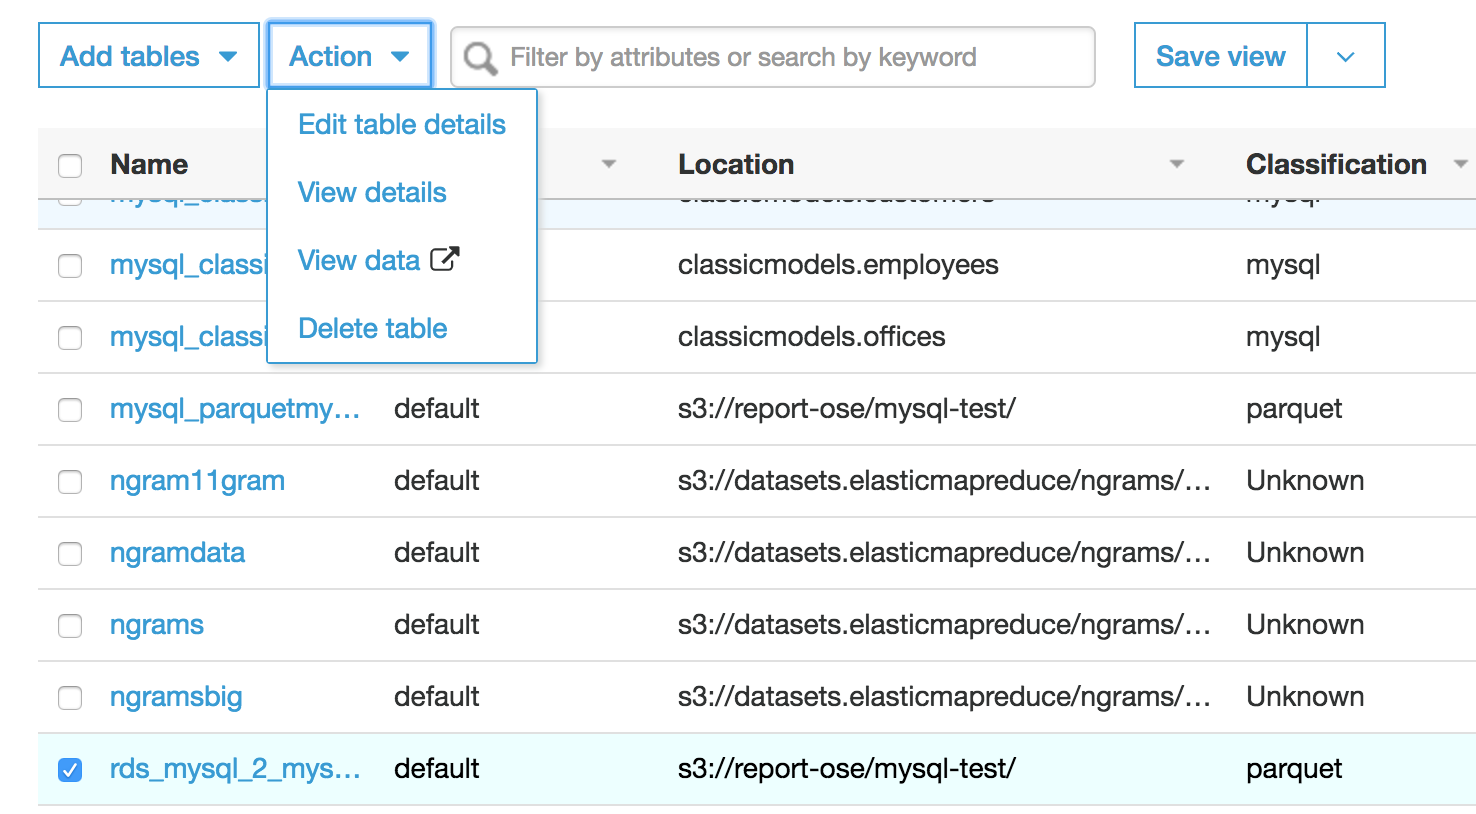 Add tables Action Filter by attributes or search by keyword Save view
Edit table details
Name Location Classification
View details
mysql_classi classicmodels.customers mysql
View data
mysql_classi classicmodels.employees mysql
Delete table
mysql_classi classicmodels.offices mysql
mysql_parquetmy... default s3://report-ose/mysql-test/ parquet
ngram11gram default s3://datasets.elasticmapreduce/ngrams/... Unknown
ngramdata default s3://datasets.elasticmapreduce/ngrams/... Unknown
ngrams default s3://datasets.elasticmapreduce/ngrams/... Unknown
ngramsbig default s3://datasets.elasticmapreduce/ngrams/... Unknown
rds_mysql_2_mys... default s3://report-ose/mysql-test/ parquet